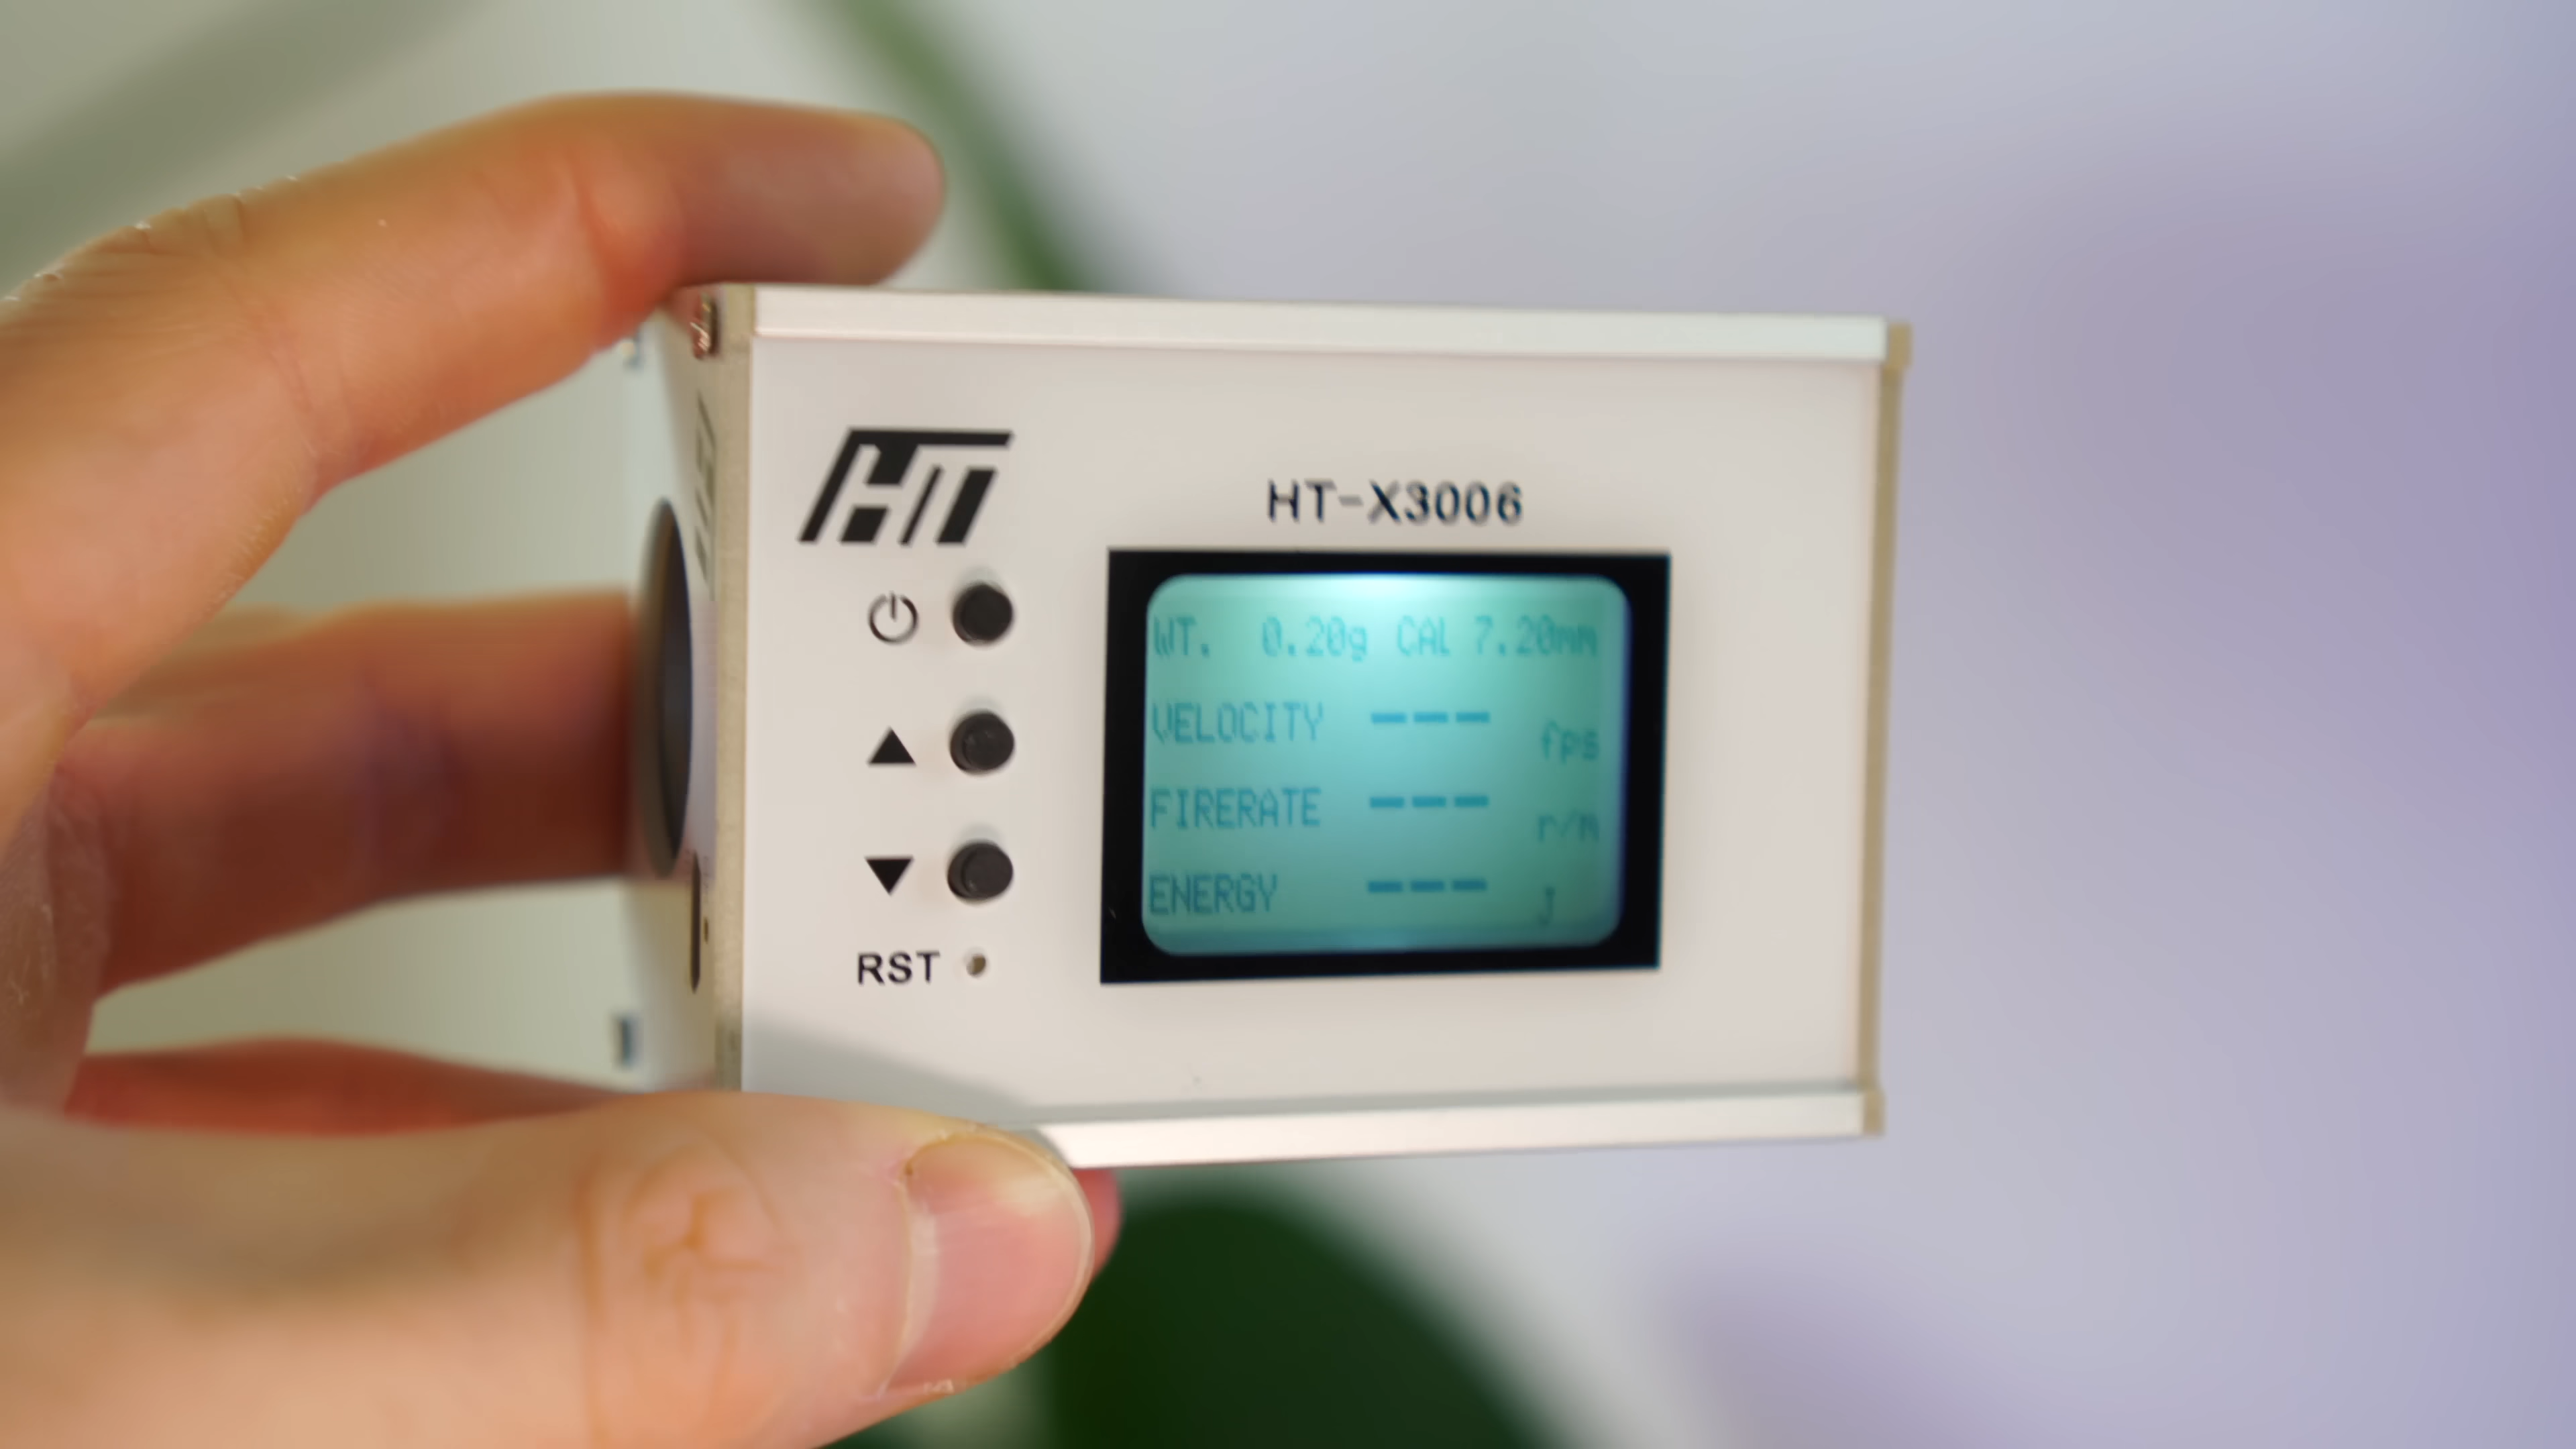 HT
HT-X3006
WT. 0.20g CAL 7.20mm
VELOCITY --- fps
FIRERATE --- r/m
ENERGY --- j
RST